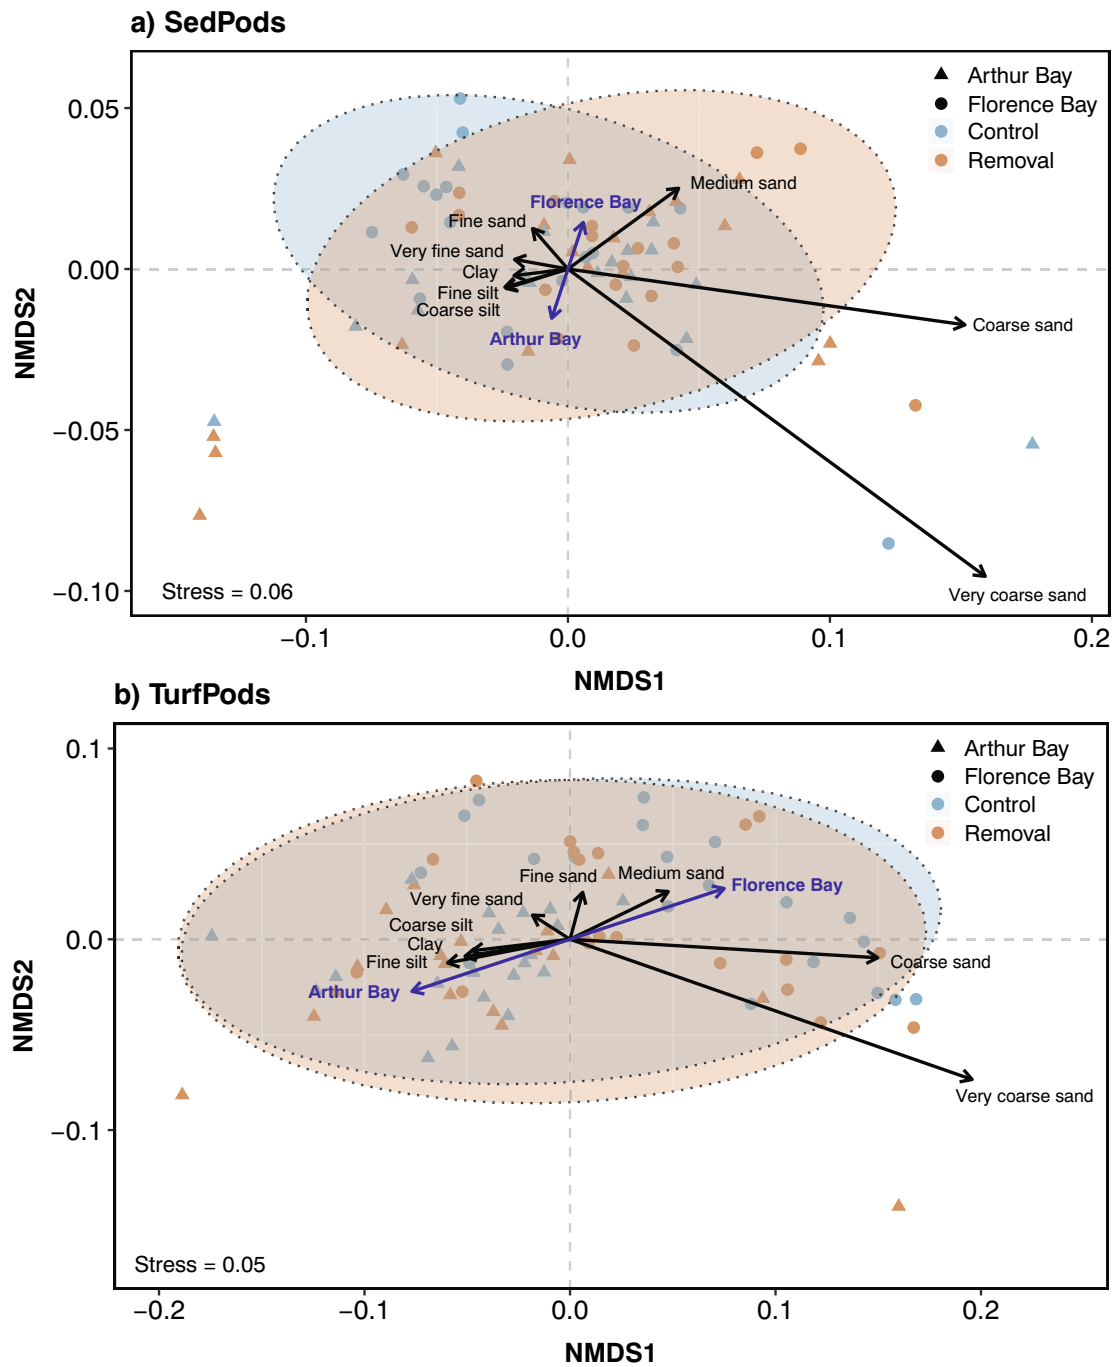 a) SedPods
Arthur Bay
Florence Bay
Control
Removal
0.05
0.00
−0.05
−0.10
NMDS2
Medium sand
Florence Bay
Fine sand
Very fine sand
Clay
Fine silt
Coarse silt
Arthur Bay
Coarse sand
Very coarse sand
Stress = 0.06
−0.1
0.0
0.1
0.2
NMDS1
b) TurfPods
Arthur Bay
Florence Bay
Control
Removal
0.1
0.0
−0.1
NMDS2
Fine sand
Medium sand
Florence Bay
Very fine sand
Coarse silt
Clay
Fine silt
Arthur Bay
Coarse sand
Very coarse sand
Stress = 0.05
−0.2
−0.1
0.0
0.1
0.2
NMDS1